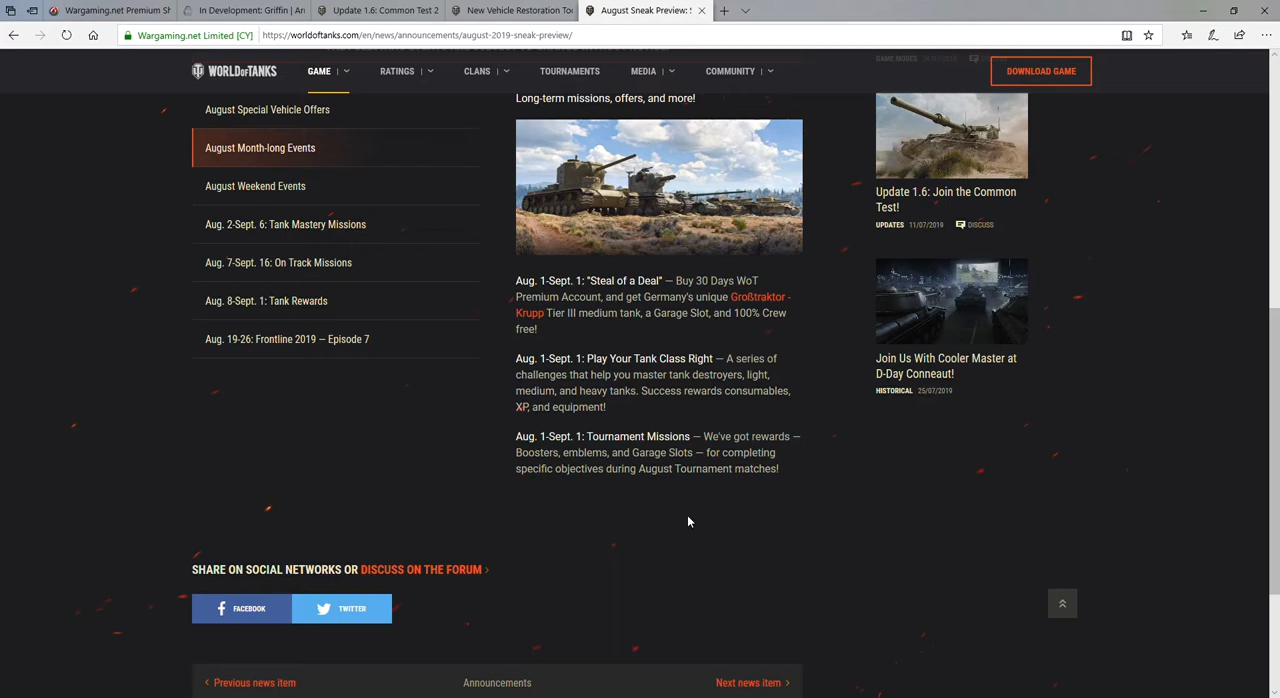 Wargaming.net Premium Sh
In Development: Griffin | Ar
Update 1.6: Common Test 2
New Vehicle Restoration Too
August Sneak Preview: S
Wargaming.net Limited [CY]
https://worldoftanks.com/en/news/announcements/august-2019-sneak-preview/
WORLD OF TANKS
GAME
RATINGS
CLANS
TOURNAMENTS
MEDIA
COMMUNITY
DOWNLOAD GAME
August Special Vehicle Offers
August Month-long Events
August Weekend Events
Aug. 2-Sept. 6: Tank Mastery Missions
Aug. 7-Sept. 16: On Track Missions
Aug. 8-Sept. 1: Tank Rewards
Aug. 19-26: Frontline 2019 — Episode 7
Long-term missions, offers, and more!
Aug. 1-Sept. 1: "Steal of a Deal" — Buy 30 Days WoT
Premium Account, and get Germany's unique Großtraktor -
Krupp Tier III medium tank, a Garage Slot, and 100% Crew
free!
Aug. 1-Sept. 1: Play Your Tank Class Right — A series of
challenges that help you master tank destroyers, light,
medium, and heavy tanks. Success rewards consumables,
XP, and equipment!
Aug. 1-Sept. 1: Tournament Missions — We've got rewards —
Boosters, emblems, and Garage Slots — for completing
specific objectives during August Tournament matches!
GAME MODES
Update 1.6: Join the Common
Test!
UPDATES 11/07/2019 DISCUSS
Join Us With Cooler Master at
D-Day Conneaut!
HISTORICAL 25/07/2019
SHARE ON SOCIAL NETWORKS OR DISCUSS ON THE FORUM
FACEBOOK
TWITTER
Previous news item
Announcements
Next news item